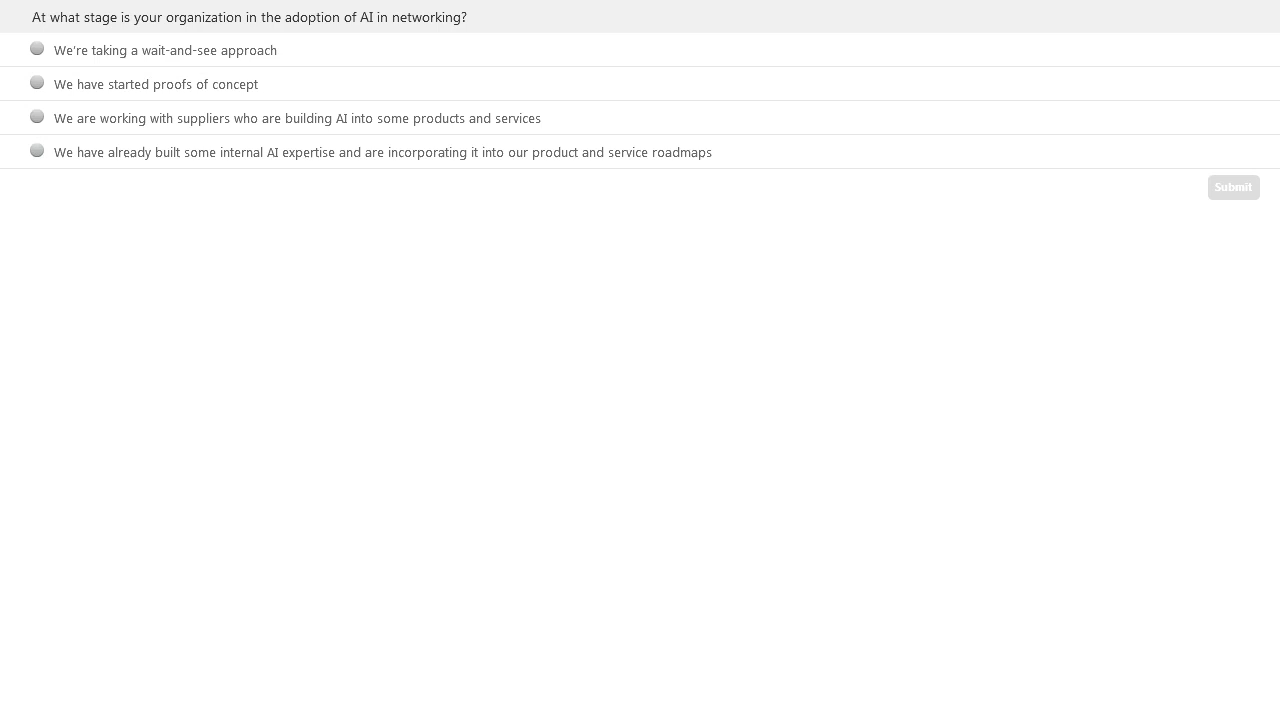 At what stage is your organization in the adoption of AI in networking?
We're taking a wait-and-see approach
We have started proofs of concept
We are working with suppliers who are building AI into some products and services
We have already built some internal AI expertise and are incorporating it into our product and service roadmaps
Submit